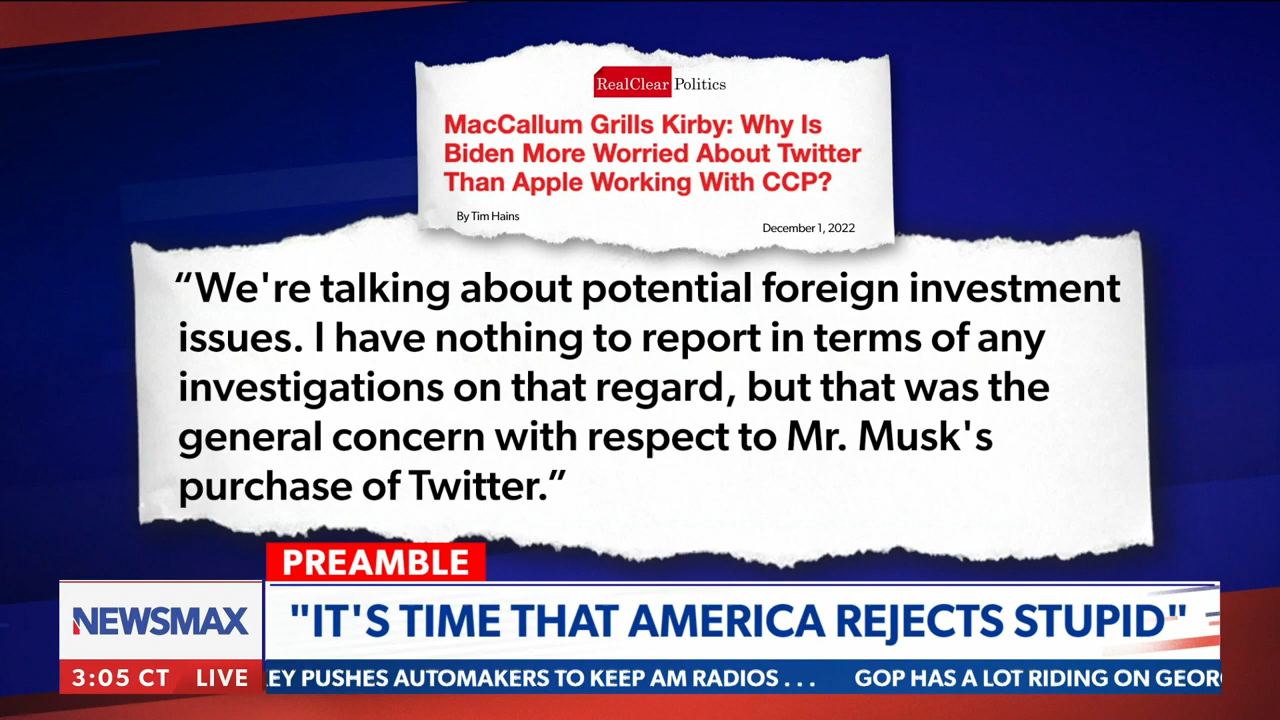 RealClear Politics
MacCallum Grills Kirby: Why Is
Biden More Worried About Twitter
Than Apple Working With CCP?
By Tim Hains
December 1, 2022
“We're talking about potential foreign investment
issues. I have nothing to report in terms of any
investigations on that regard, but that was the
general concern with respect to Mr. Musk's
purchase of Twitter.”
PREAMBLE
NEWSMAX
"IT'S TIME THAT AMERICA REJECTS STUPID"
3:05 CT LIVE
EY PUSHES AUTOMAKERS TO KEEP AM RADIOS . . . GOP HAS A LOT RIDING ON GEOR